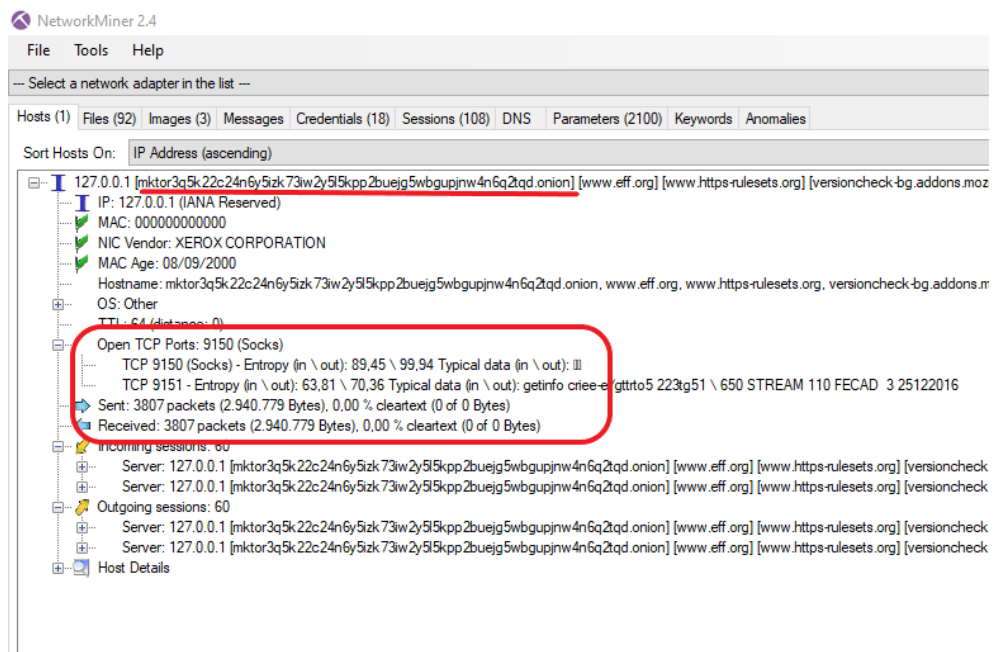 NetworkMiner 2.4
File Tools Help
--- Select a network adapter in the list ---
Hosts (1) Files (92) Images (3) Messages Credentials (18) Sessions (108) DNS Parameters (2100) Keywords Anomalies
Sort Hosts On: IP Address (ascending)
127.0.0.1 [mktor3q5k22c24n6y5izk73iw2y5l5kpp2buejg5wbgupjnw4n6q2tqd.onion] [www.eff.org] [www.https-rulesets.org] [versioncheck-bg.addons.moz
IP: 127.0.0.1 (IANA Reserved)
MAC: 000000000000
NIC Vendor: XEROX CORPORATION
MAC Age: 08/09/2000
Hostname: mktor3q5k22c24n6y5izk73iw2y5l5kpp2buejg5wbgupjnw4n6q2tqd.onion, www.eff.org, www.https-rulesets.org, versioncheck-bg.addons.m
OS: Other
TTL: 64 (distance: 0)
Open TCP Ports: 9150 (Socks)
TCP 9150 (Socks) - Entropy (in \ out): 89,45 \ 99,94 Typical data (in \ out):
TCP 9151 - Entropy (in \ out): 63,81 \ 70,36 Typical data (in \ out): getinfo 223tg51 \ 650 STREAM 110 FECAD 3 25122016
Sent: 3807 packets (2.940.779 Bytes), 0,00 % cleartext (0 of 0 Bytes)
Received: 3807 packets (2.940.779 Bytes), 0,00 % cleartext (0 of 0 Bytes)
Incoming sessions: 60
Server: 127.0.0.1 [mktor3q5k22c24n6y5izk73iw2y5l5kpp2buejg5wbgupjnw4n6q2tqd.onion] [www.eff.org] [www.https-rulesets.org] [versioncheck
Server: 127.0.0.1 [mktor3q5k22c24n6y5izk73iw2y5l5kpp2buejg5wbgupjnw4n6q2tqd.onion] [www.eff.org] [www.https-rulesets.org] [versioncheck
Outgoing sessions: 60
Server: 127.0.0.1 [mktor3q5k22c24n6y5izk73iw2y5l5kpp2buejg5wbgupjnw4n6q2tqd.onion] [www.eff.org] [www.https-rulesets.org] [versioncheck
Server: 127.0.0.1 [mktor3q5k22c24n6y5izk73iw2y5l5kpp2buejg5wbgupjnw4n6q2tqd.onion] [www.eff.org] [www.https-rulesets.org] [versioncheck
Host Details